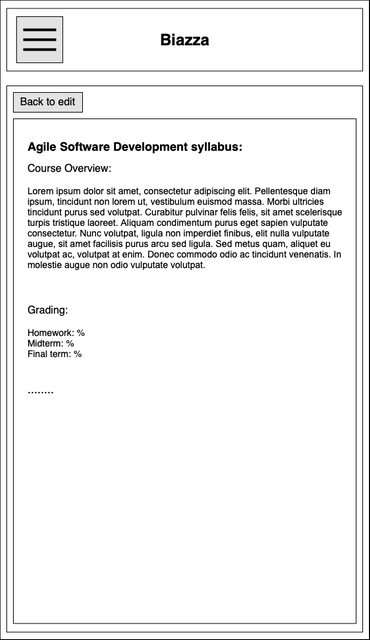 Biazza
Back to edit
Agile Software Development syllabus:
Course Overview:
Lorem ipsum dolor sit amet, consectetur adipiscing elit. Pellentesque diam
ipsum, tincidunt non lorem ut, vestibulum euismod massa. Morbi ultricies
tincidunt purus sed volutpat. Curabitur pulvinar felis felis, sit amet scelerisque
turpis tristique laoreet. Aliquam condimentum purus eget sapien vulputate
consectetur. Nunc volutpat, ligula non imperdiet finibus, elit nulla vulputate
augue, sit amet facilisis purus arcu sed ligula. Sed metus quam, aliquet eu
volutpat ac, volutpat at enim. Donec commodo odio ac tincidunt venenatis. In
molestie augue non odio vulputate volutpat.
Grading:
Homework: %
Midterm: %
Final term: %
........